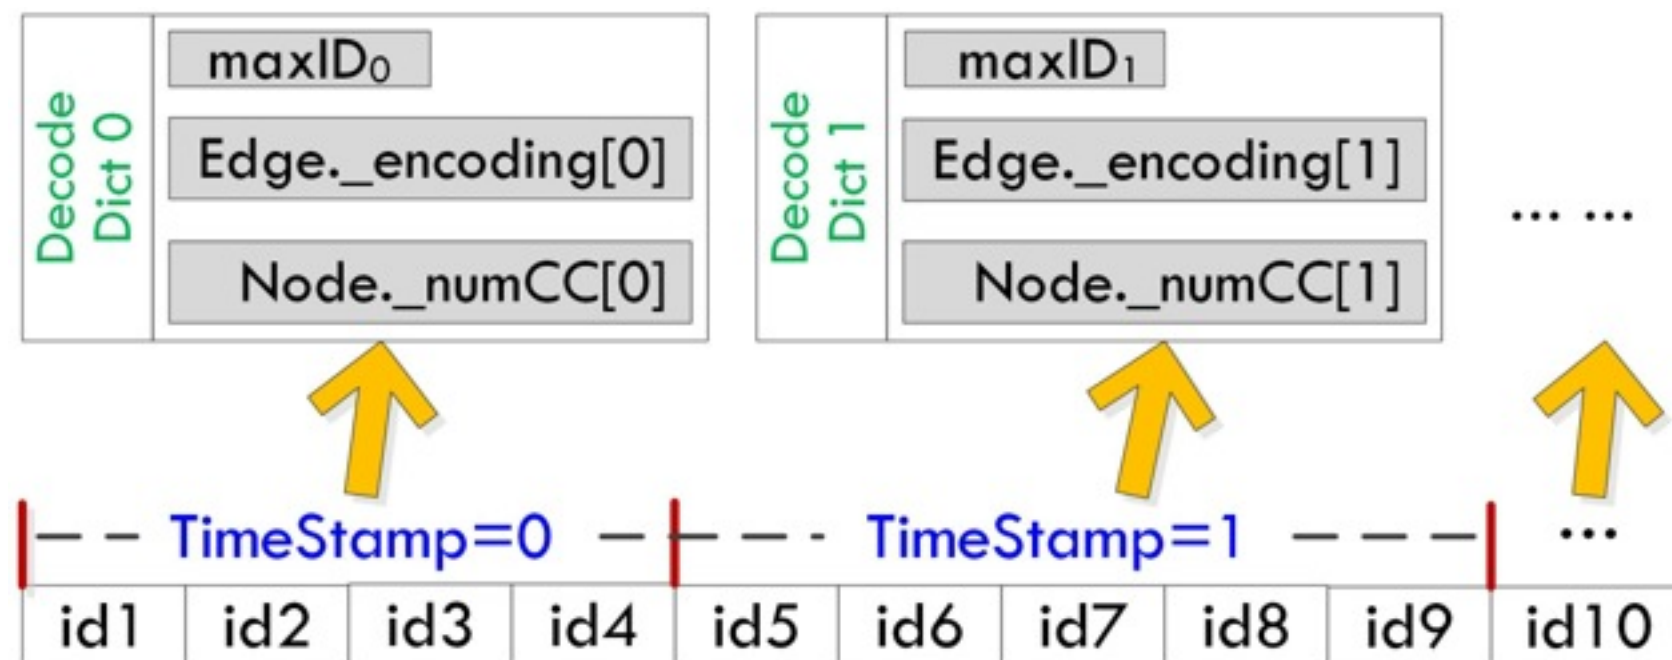 Decode
Dict 0
maxID₀
Edge._encoding[0]
Node._numCC[0]
Decode
Dict 1
maxID₁
Edge._encoding[1]
Node._numCC[1]
... ...
TimeStamp=0
TimeStamp=1
...
id1 id2 id3 id4 id5 id6 id7 id8 id9 id10